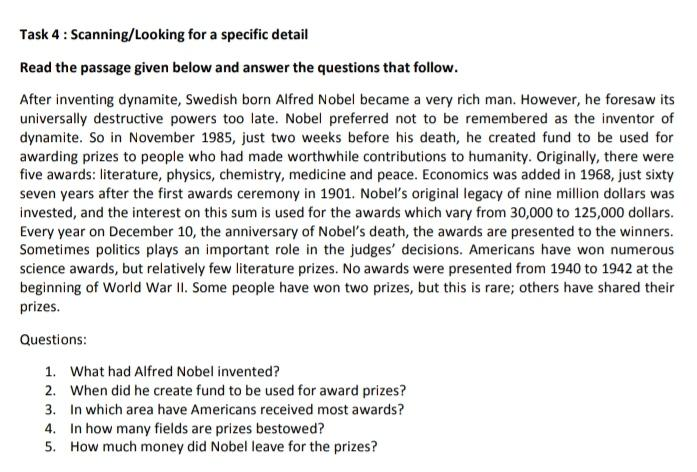 Task 4 : Scanning/Looking for a specific detail
Read the passage given below and answer the questions that follow.
After inventing dynamite, Swedish born Alfred Nobel became a very rich man. However, he foresaw its
universally destructive powers too late. Nobel preferred not to be remembered as the inventor of
dynamite. So in November 1985, just two weeks before his death, he created fund to be used for
awarding prizes to people who had made worthwhile contributions to humanity. Originally, there were
five awards: literature, physics, chemistry, medicine and peace. Economics was added in 1968, just sixty
seven years after the first awards ceremony in 1901. Nobel's original legacy of nine million dollars was
invested, and the interest on this sum is used for the awards which vary from 30,000 to 125,000 dollars.
Every year on December 10, the anniversary of Nobel's death, the awards are presented to the winners.
Sometimes politics plays an important role in the judges' decisions. Americans have won numerous
science awards, but relatively few literature prizes. No awards were presented from 1940 to 1942 at the
beginning of World War II. Some people have won two prizes, but this is rare; others have shared their
prizes.
Questions:
1. What had Alfred Nobel invented?
2. When did he create fund to be used for award prizes?
3. In which area have Americans received most awards?
4. In how many fields are prizes bestowed?
5. How much money did Nobel leave for the prizes?